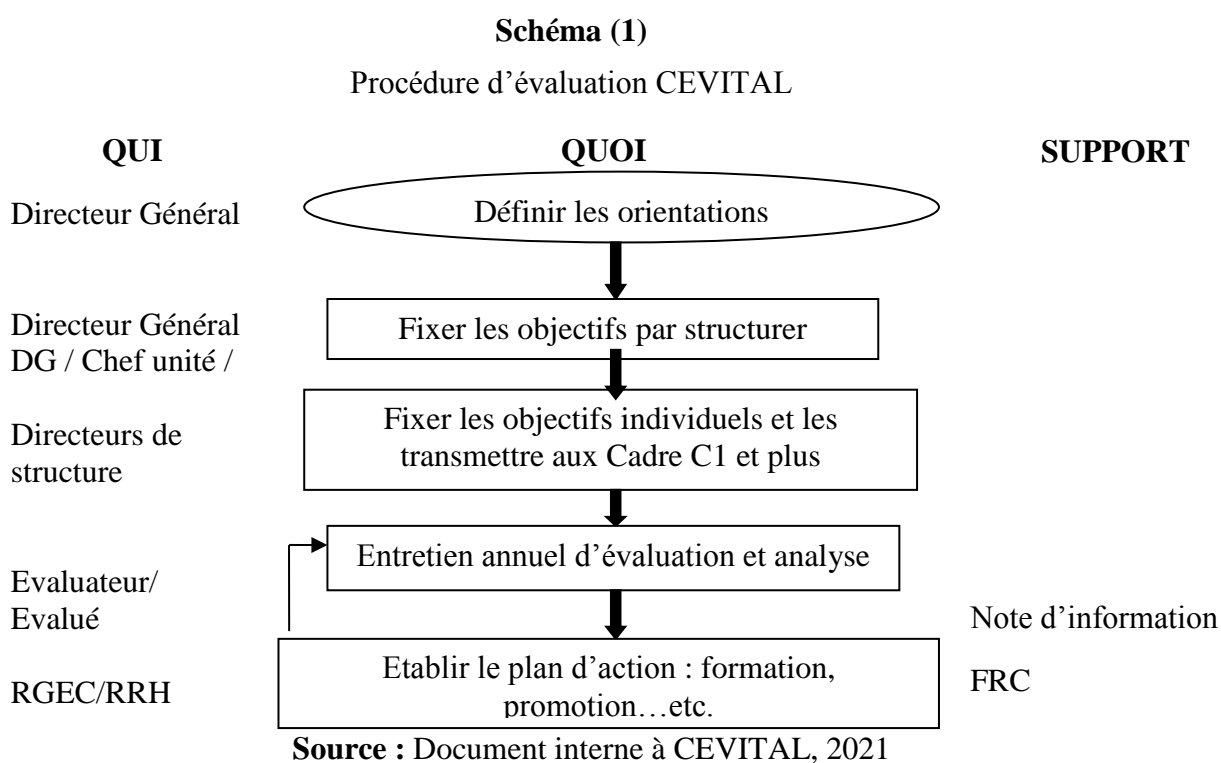 Schéma (1)
Procédure d’évaluation CEVITAL
QUI
QUOI
SUPPORT
Directeur Général
Définir les orientations
Directeur Général
DG / Chef unité /
Fixer les objectifs par structurer
Directeurs de
structure
Fixer les objectifs individuels et les
transmettre aux Cadre C1 et plus
Evaluateur/
Evalué
Entretien annuel d’évaluation et analyse
Note d’information
RGEC/RRH
Etablir le plan d’action : formation,
promotion…etc.
FRC
Source : Document interne à CEVITAL, 2021